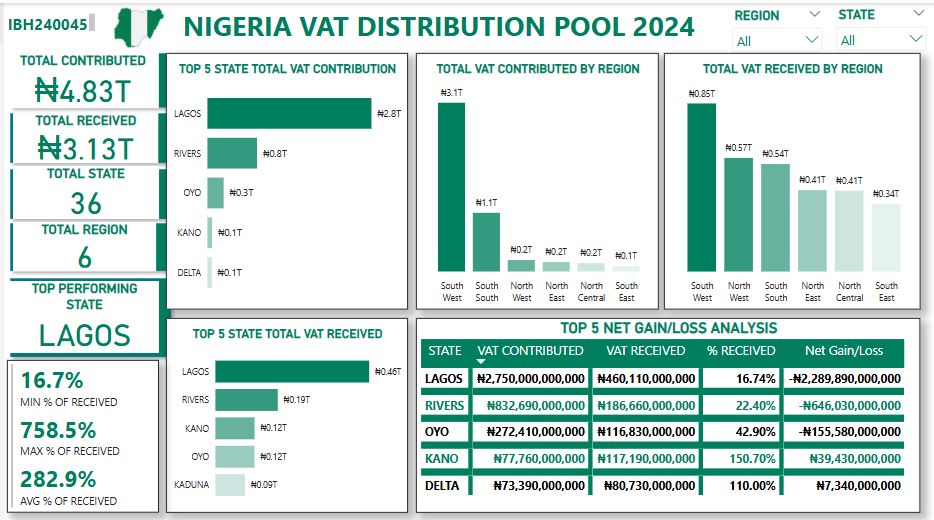 IBH240045
NIGERIA VAT DISTRIBUTION POOL 2024
REGION
All
STATE
All
TOTAL CONTRIBUTED
₦4.83T
TOTAL RECEIVED
₦3.13T
TOTAL STATE
36
TOTAL REGION
6
TOP PERFORMING
STATE
LAGOS
16.7%
MIN % OF RECEIVED
758.5%
MAX % OF RECEIVED
282.9%
AVG % OF RECEIVED
TOP 5 STATE TOTAL VAT CONTRIBUTION
LAGOS ₦2.8T
RIVERS ₦0.8T
OYO ₦0.3T
KANO ₦0.1T
DELTA ₦0.1T
TOTAL VAT CONTRIBUTED BY REGION
₦3.1T
₦1.1T
₦0.2T
₦0.2T
₦0.2T
₦0.1T
South West
South South
North West
North East
North Central
South East
TOTAL VAT RECEIVED BY REGION
₦0.85T
₦0.57T
₦0.54T
₦0.41T
₦0.41T
₦0.34T
South West
North West
South South
North East
North Central
South East
TOP 5 STATE TOTAL VAT RECEIVED
LAGOS ₦0.46T
RIVERS ₦0.19T
KANO ₦0.12T
OYO ₦0.12T
KADUNA ₦0.09T
TOP 5 NET GAIN/LOSS ANALYSIS
STATE VAT CONTRIBUTED VAT RECEIVED % RECEIVED Net Gain/Loss
LAGOS ₦2,750,000,000,000 ₦460,110,000,000 16.74% -₦2,289,890,000,000
RIVERS ₦832,690,000,000 ₦186,660,000,000 22.40% -₦646,030,000,000
OYO ₦272,410,000,000 ₦116,830,000,000 42.90% -₦155,580,000,000
KANO ₦77,760,000,000 ₦117,190,000,000 150.70% ₦39,430,000,000
DELTA ₦73,390,000,000 ₦80,730,000,000 110.00% ₦7,340,000,000